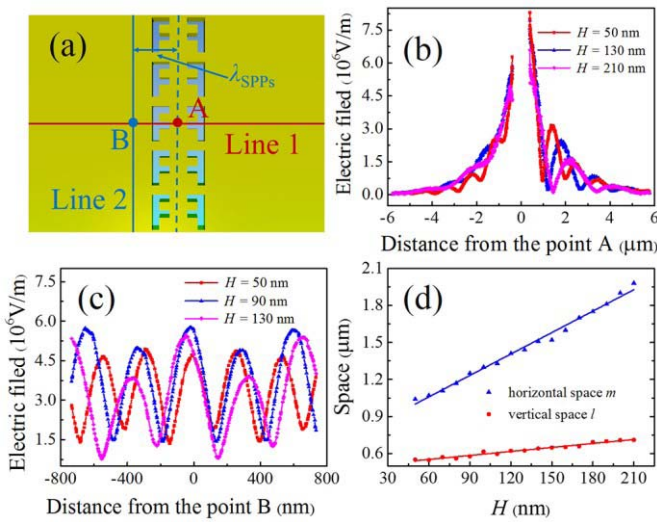 (a)
λSPPs
A
B
Line 1
Line 2
(b)
H = 50 nm
H = 130 nm
H = 210 nm
Electric filed (10⁶V/m)
7.5
6.0
4.5
3.0
1.5
0.0
-6 -4 -2 0 2 4 6
Distance from the point A (μm)
(c)
H = 50 nm
H = 90 nm
H = 130 nm
Electric filed (10⁶V/m)
7.5
6.0
4.5
3.0
1.5
-800 -400 0 400 800
Distance from the point B (nm)
(d)
Space (μm)
2.1
1.8
1.5
1.2
0.9
0.6
horizontal space m
vertical space l
30 60 90 120 150 180 210
H (nm)